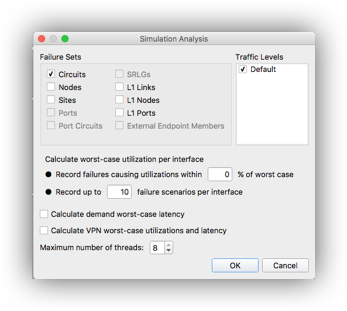 Simulation Analysis
Failure Sets
Traffic Levels
Circuits
SRLGs
Default
Nodes
L1 Links
Sites
L1 Nodes
Ports
L1 Ports
Port Circuits
External Endpoint Members
Calculate worst-case utilization per interface
Record failures causing utilizations within 0 % of worst case
Record up to 10 failure scenarios per interface
Calculate demand worst-case latency
Calculate VPN worst-case utilizations and latency
Maximum number of threads: 8
OK Cancel